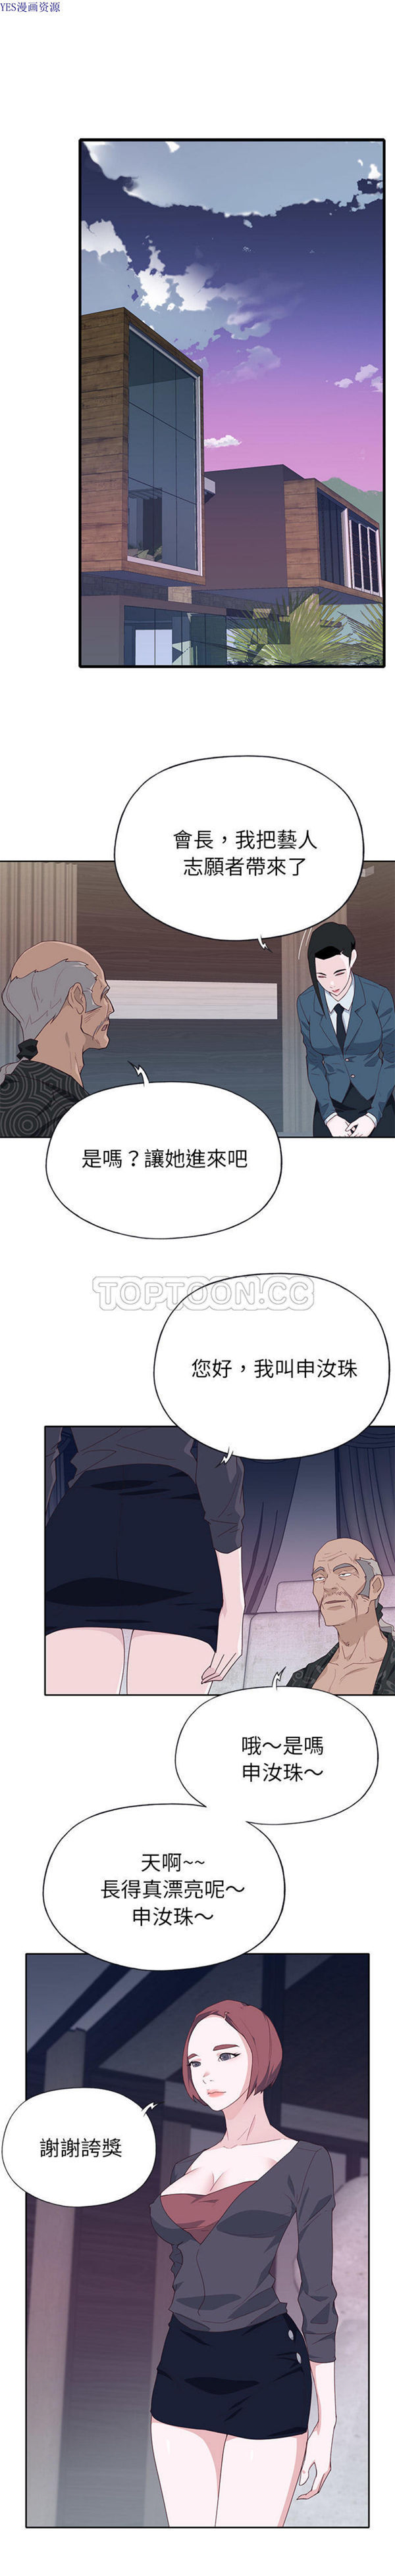 YES漫画资源
會長，我把藝人
志願者帶來了
是嗎？讓她進來吧
TOPTOON.CC
您好，我叫申汝珠
哦～是嗎
申汝珠～
天啊~~
長得真漂亮呢～
申汝珠～
謝謝誇獎